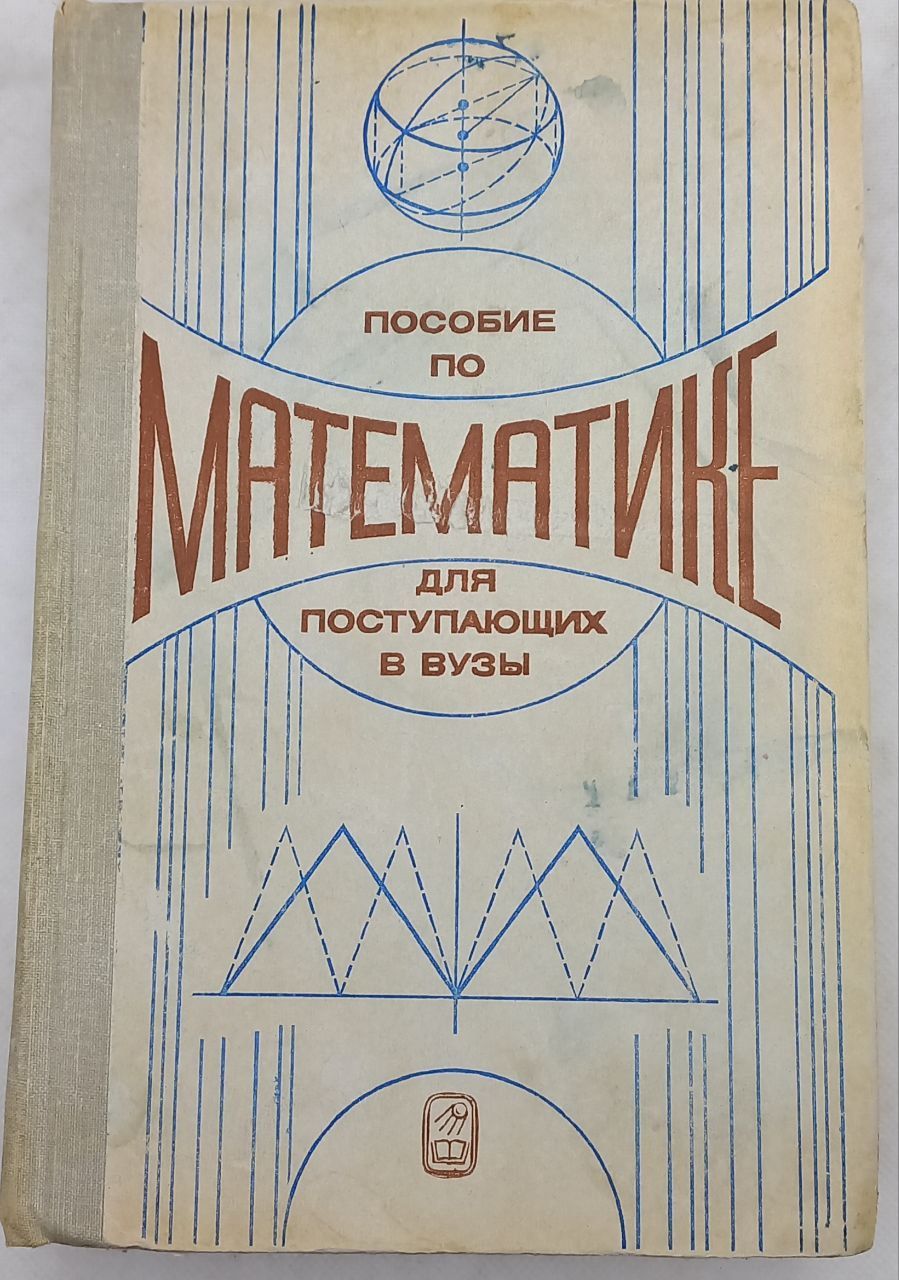 ПОСОБИЕ
ПО
МАТЕМАТИКЕ
ДЛЯ
ПОСТУПАЮЩИХ
В ВУЗЫ